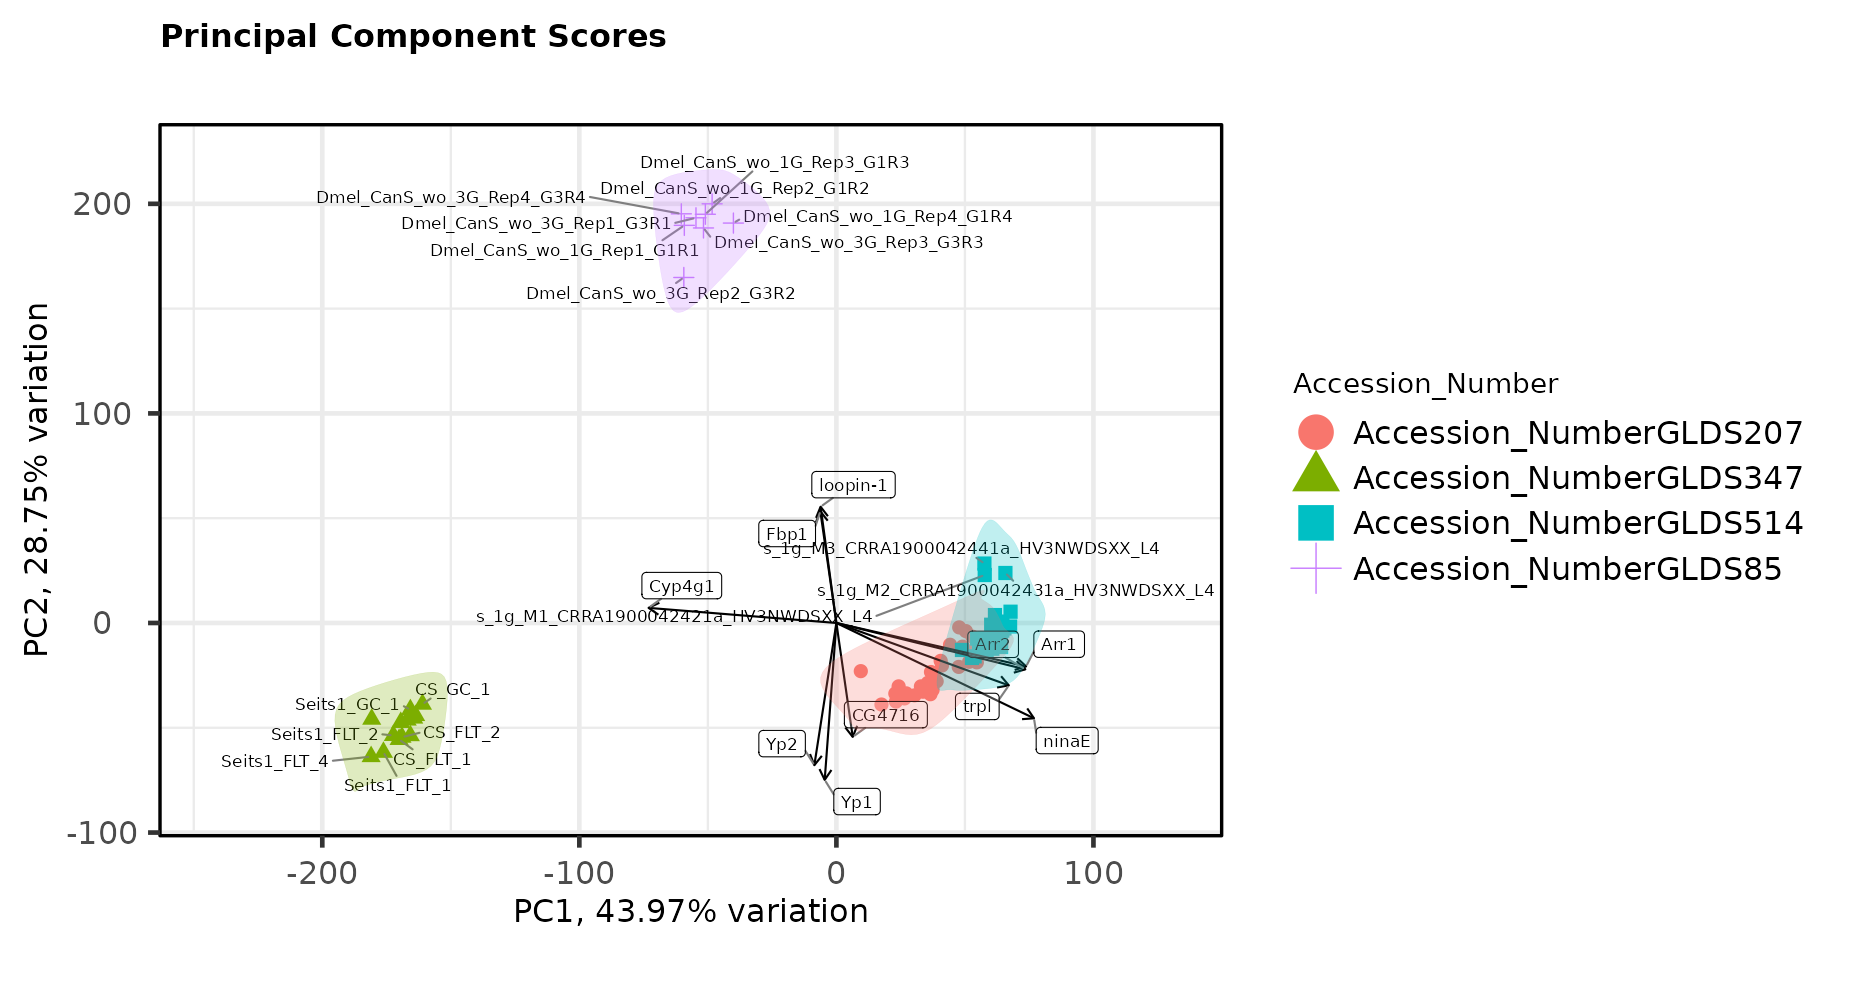 Principal Component Scores
Dmel_CanS_wo_1G_Rep3_G1R3
Dmel_CanS_wo_1G_Rep2_G1R2
Dmel_CanS_wo_3G_Rep4_G3R4
Dmel_CanS_wo_1G_Rep4_G1R4
Dmel_CanS_wo_3G_Rep1_G3R1
Dmel_CanS_wo_3G_Rep3_G3R3
Dmel_CanS_wo_1G_Rep1_G1R1
Dmel_CanS_wo_3G_Rep2_G3R2
loopin-1
Fbp1
s_1g_M3_CRRA1900042441a_HV3NWDSXX_L4
Cyp4g1
s_1g_M2_CRRA1900042431a_HV3NWDSXX_L4
s_1g_M1_CRRA1900042421a_HV3NWDSXX_L4
Arr2
Arr1
CS_GC_1
Seits1_GC_1
trpl
CG4716
Seits1_FLT_2
CS_FLT_2
Yp2
ninaE
Seits1_FLT_4
CS_FLT_1
Seits1_FLT_1
Yp1
200
100
0
-100
PC2, 28.75% variation
-200
-100
0
100
PC1, 43.97% variation
Accession_Number
Accession_NumberGLDS207
Accession_NumberGLDS347
Accession_NumberGLDS514
Accession_NumberGLDS85